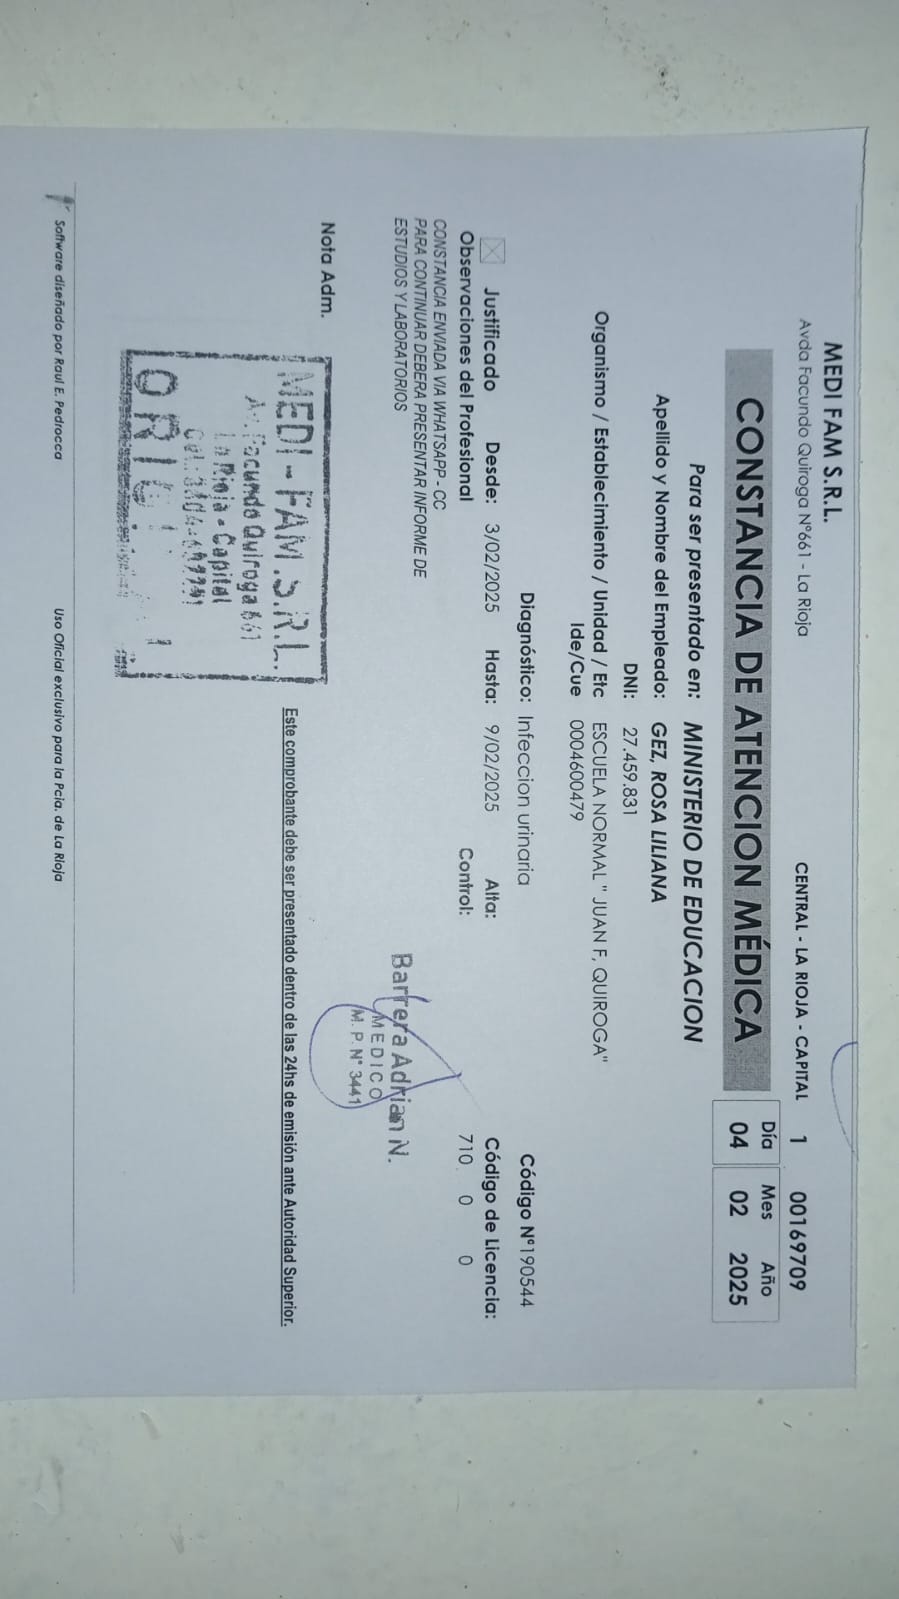 MEDI FAM S.R.L.
Avda Facundo Quiroga Nº661 - La Rioja
CENTRAL - LA RIOJA - CAPITAL 1 00169709
CONSTANCIA DE ATENCION MÉDICA
Día Mes Año
04 02 2025
Para ser presentado en: MINISTERIO DE EDUCACION
Apellido y Nombre del Empleado: GEZ, ROSA LILIANA
DNI: 27.459.831
Organismo / Establecimiento / Unidad / Etc ESCUELA NORMAL " JUAN F, QUIROGA"
Ide/Cue 0004600479
Diagnóstico: Infeccion urinaria
Código Nº190544
Justificado Desde: 3/02/2025 Hasta: 9/02/2025 Alta:
Código de Licencia:
Observaciones del Profesional
Control:
710 0 0
CONSTANCIA ENVIADA VIA WHATSAPP - CC
PARA CONTINUAR DEBERA PRESENTAR INFORME DE
ESTUDIOS Y LABORATORIOS
Barrera Adrian N.
MEDICO
M. P. Nº 3441
Nota Adm.
MEDI-FAM.S.R.L.
Av. Facundo Quiroga 661
La Rioja - Capital
Este comprobante debe ser presentado dentro de las 24hs de emisión ante Autoridad Superior.
Software diseñado por Raul E. Pedrocca
Uso Oficial exclusivo para la Pcia. de La Rioja